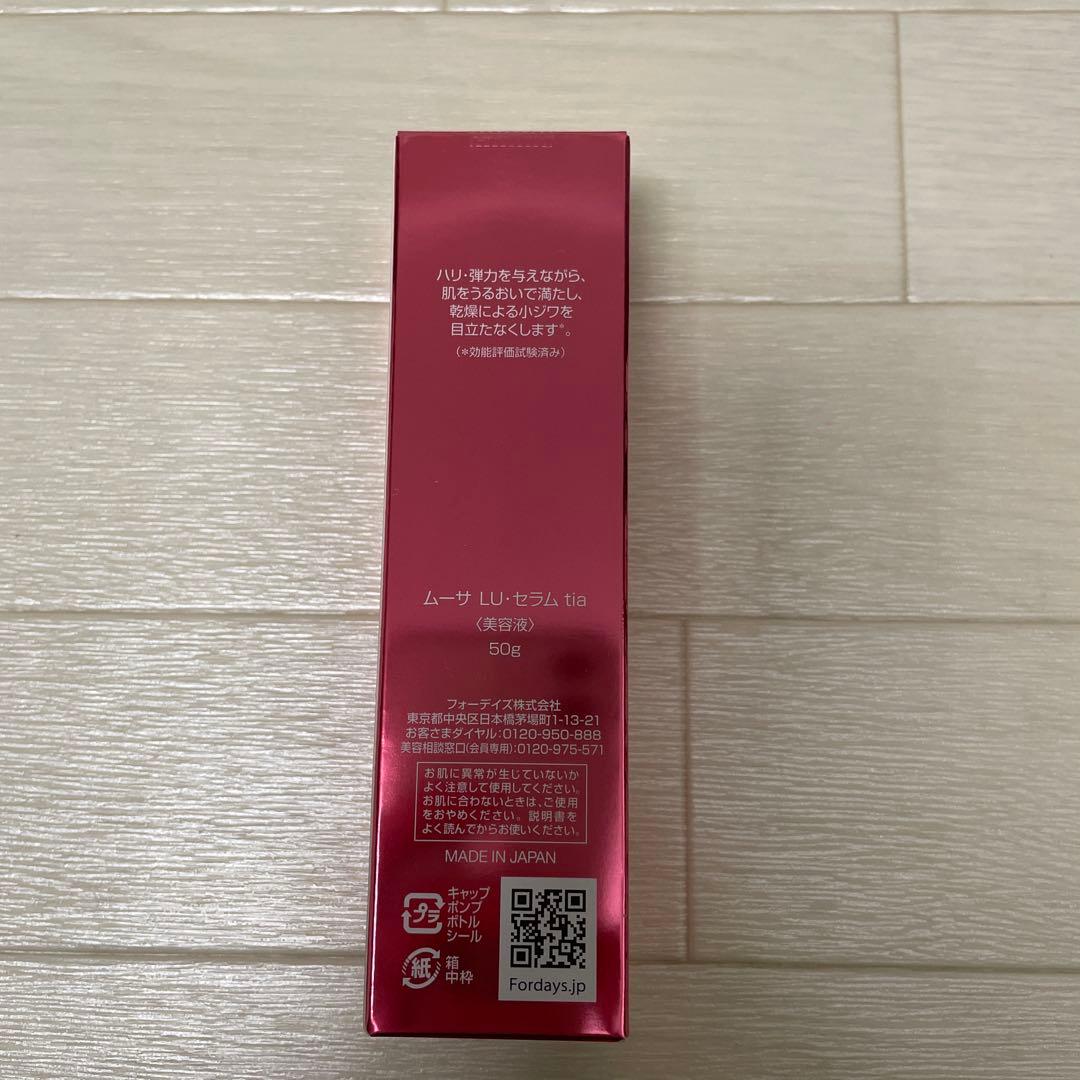 ハリ・弾力を与えながら、
肌をうるおいで満たし、
乾燥による小ジワを
目立たなくします*。
(*効能評価試験済み)
ムーサ LU・セラム tia
〈美容液〉
50g
フォーデイズ株式会社
東京都中央区日本橋茅場町1-13-21
お客さまダイヤル:0120-950-888
美容相談窓口(会員専用):0120-975-571
お肌に異常が生じていないか
よく注意して使用してください。
お肌に合わないときは、ご使用
をおやめください。説明書を
よく読んでからお使いください。
MADE IN JAPAN
プラ
キャップ
ポンプ
ボトル
シール
紙
箱
中枠
Fordays.jp